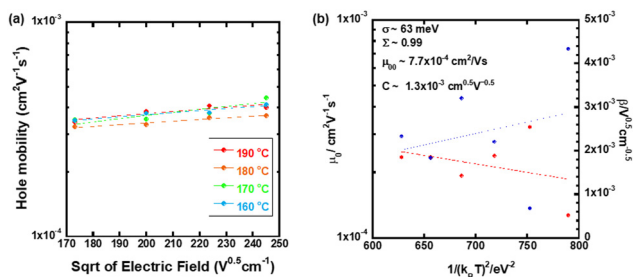 (a)
1x10⁻³
Hole mobility (cm²V⁻¹s⁻¹)
190 °C
180 °C
170 °C
160 °C
1x10⁻⁴
170 180 190 200 210 220 230 240 250
Sqrt of Electric Field (V⁰·⁵cm⁻¹)
(b)
1x10⁻³
σ~ 63 meV
Σ~ 0.99
μ₀₀ ~ 7.7x10⁻⁴ cm²/Vs
C ~ 1.3x10⁻³ cm⁰·⁵V⁻⁰·⁵
μ₀/ cm²V⁻¹s⁻¹
1x10⁻⁴
5x10⁻³
4x10⁻³
3x10⁻³
2x10⁻³
1x10⁻³
0
β/V⁰·⁵cm⁻⁰·⁵
600 650 700 750 800
1/(kᵦT)²/eV⁻²